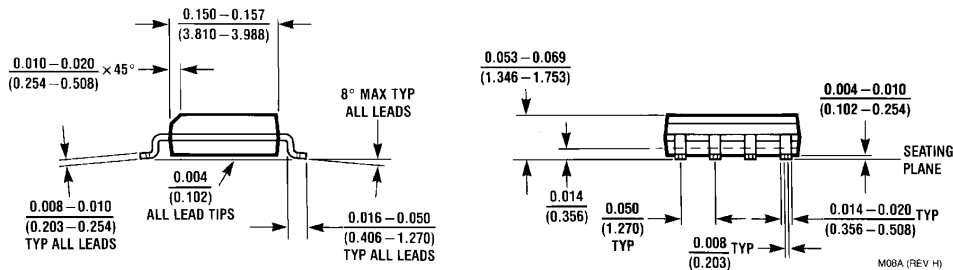 0.150 – 0.157
(3.810 – 3.988)
0.010 – 0.020 × 45°
(0.254 – 0.508)
8° MAX TYP
ALL LEADS
0.004
(0.102)
ALL LEAD TIPS
0.008 – 0.010
(0.203 – 0.254)
TYP ALL LEADS
0.016 – 0.050
(0.406 – 1.270)
TYP ALL LEADS
0.053 – 0.069
(1.346 – 1.753)
0.004 – 0.010
(0.102 – 0.254)
SEATING
PLANE
0.014
(0.356)
0.050
(1.270)
TYP
0.008 TYP
(0.203)
0.014 – 0.020 TYP
(0.356 – 0.508)
M08A (REV H)